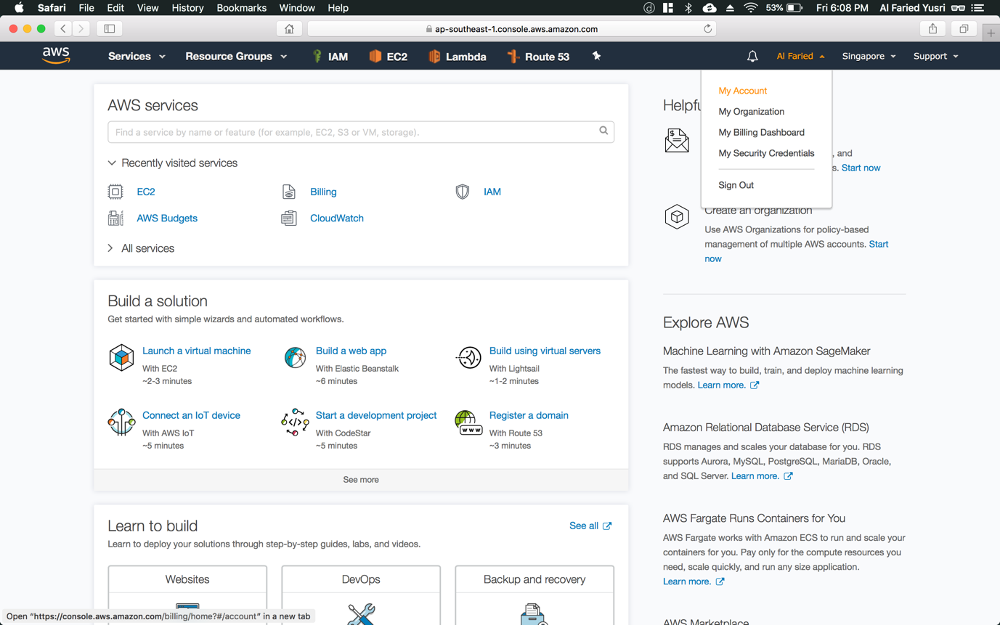 Safari File Edit View History Bookmarks Window Help
53% Fri 6:08 PM Al Faried Yusri
ap-southeast-1.console.aws.amazon.com
aws Services Resource Groups IAM EC2 Lambda Route 53
Al Faried Singapore Support
My Account
My Organization
My Billing Dashboard
My Security Credentials
Sign Out
AWS services
Find a service by name or feature (for example, EC2, S3 or VM, storage).
Recently visited services
EC2 Billing IAM
AWS Budgets CloudWatch
All services
Build a solution
Get started with simple wizards and automated workflows.
Launch a virtual machine
With EC2
~2-3 minutes
Build a web app
With Elastic Beanstalk
~6 minutes
Build using virtual servers
With Lightsail
~1-2 minutes
Connect an IoT device
With AWS IoT
~5 minutes
Start a development project
With CodeStar
~5 minutes
www
Register a domain
With Route 53
~3 minutes
See more
Learn to build
See all
Learn to deploy your solutions through step-by-step guides, labs, and videos.
Websites
DevOps
Backup and recovery
Helpfu
$
, and
s. Start now
Create an organization
Use AWS Organizations for policy-based
management of multiple AWS accounts. Start
now
Explore AWS
Machine Learning with Amazon SageMaker
The fastest way to build, train, and deploy machine learning
models. Learn more.
Amazon Relational Database Service (RDS)
RDS manages and scales your database for you. RDS
supports Aurora, MySQL, PostgreSQL, MariaDB, Oracle,
and SQL Server. Learn more.
AWS Fargate Runs Containers for You
AWS Fargate works with Amazon ECS to run and scale your
containers for you. Pay only for the compute resources you
need, scale quickly, and run any size application.
Learn more.
AWS Marketplace
Open “https://console.aws.amazon.com/billing/home?#/account” in a new tab